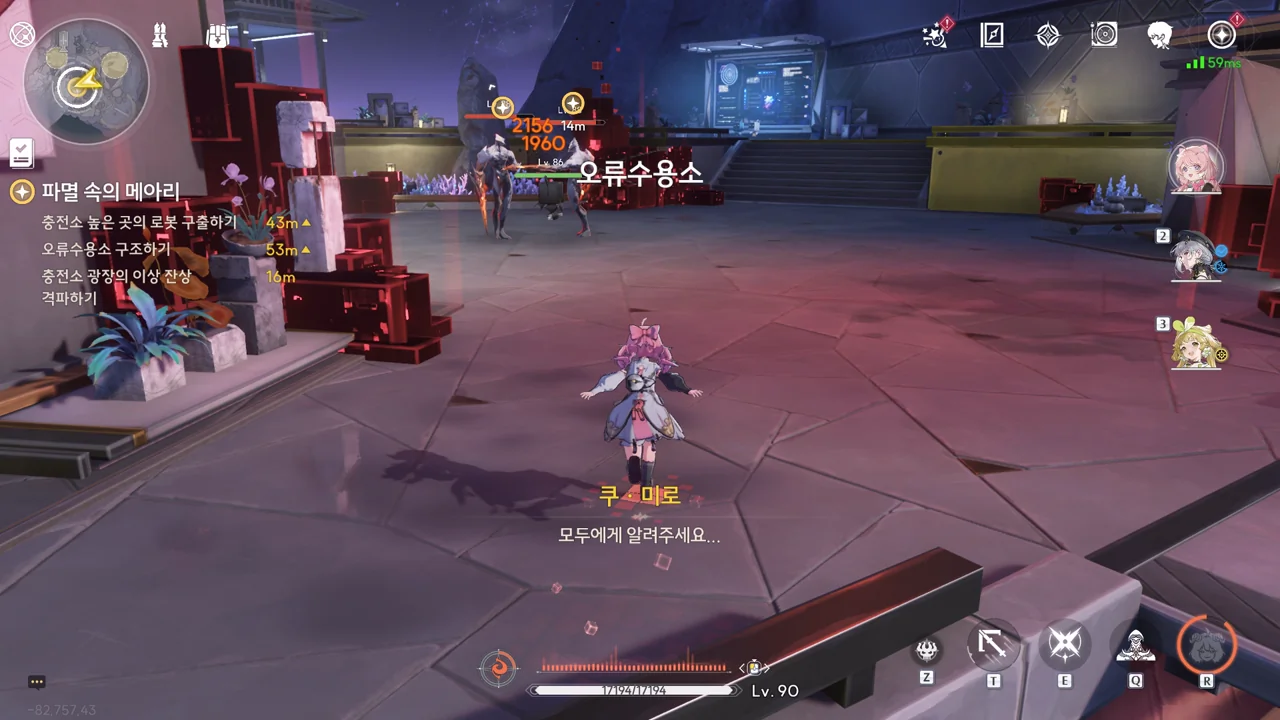 59ms
2156
14m
1960
Lv. 86
오류수용소
파멸 속의 메아리
충전소 높은 곳의 로봇 구출하기 43m
오류수용소 구조하기 53m
충전소 광장의 이상 잔상 16m
격파하기
2
3
쿠·미로
모두에게 알려주세요...
17194/17194
Lv. 90
Z
T
E
Q
R
-82,757,43